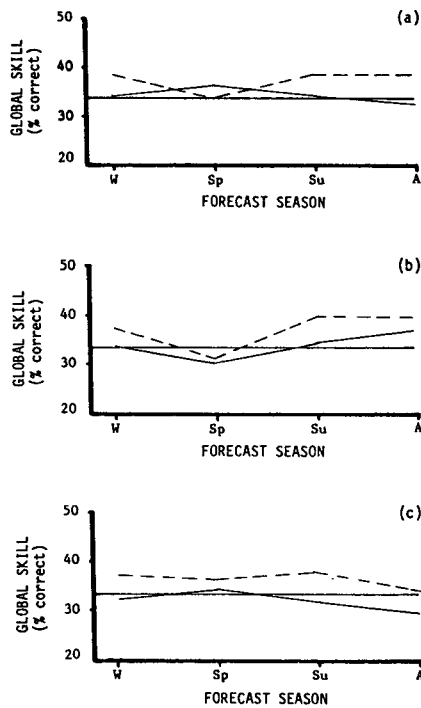 (a)
50
40
30
20
GLOBAL SKILL
(% correct)
W Sp Su A
FORECAST SEASON
(b)
50
40
30
20
GLOBAL SKILL
(% correct)
W Sp Su A
FORECAST SEASON
(c)
50
40
30
20
GLOBAL SKILL
(% correct)
W Sp Su A
FORECAST SEASON